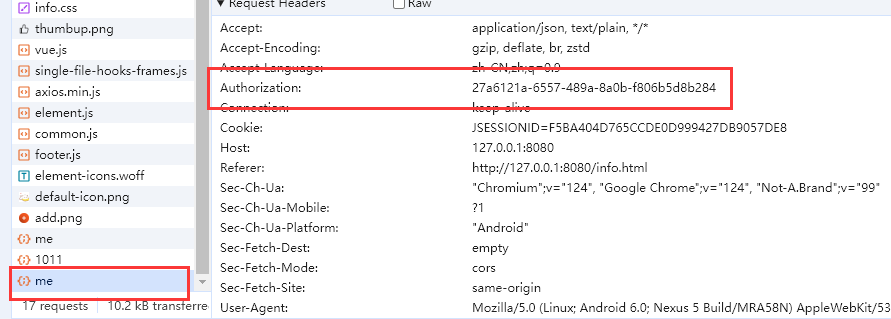 info.css
thumbup.png
vue.js
single-file-hooks-frames.js
axios.min.js
element.js
common.js
footer.js
element-icons.woff
default-icon.png
add.png
me
1011
me
17 requests
10.2 kB transferre
▼ Request Headers
Raw
Accept: application/json, text/plain, */*
Accept-Encoding: gzip, deflate, br, zstd
Accept-Language: zh-CN,zh;q=0.9
Authorization: 27a6121a-6557-489a-8a0b-f806b5d8b284
Connection: keep-alive
Cookie: JSESSIONID=F5BA404D765CCDE0D999427DB9057DE8
Host: 127.0.0.1:8080
Referer: http://127.0.0.1:8080/info.html
Sec-Ch-Ua: "Chromium";v="124", "Google Chrome";v="124", "Not-A.Brand";v="99"
Sec-Ch-Ua-Mobile: ?1
Sec-Ch-Ua-Platform: "Android"
Sec-Fetch-Dest: empty
Sec-Fetch-Mode: cors
Sec-Fetch-Site: same-origin
User-Agent: Mozilla/5.0 (Linux; Android 6.0; Nexus 5 Build/MRA58N) AppleWebKit/53